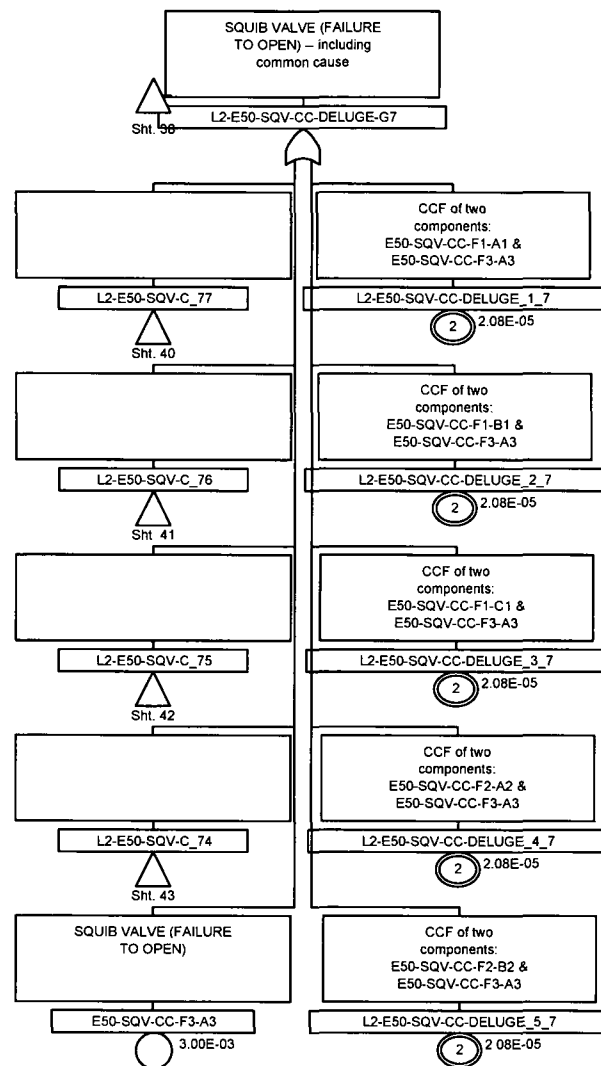 SQUIB VALVE (FAILURE
TO OPEN) – including
common cause
Sht. 38
L2-E50-SQV-CC-DELUGE-G7
CCF of two
components:
E50-SQV-CC-F1-A1 &
E50-SQV-CC-F3-A3
L2-E50-SQV-C_77
L2-E50-SQV-CC-DELUGE_1_7
Sht. 40
2
2.08E-05
CCF of two
components:
E50-SQV-CC-F1-B1 &
E50-SQV-CC-F3-A3
L2-E50-SQV-C_76
L2-E50-SQV-CC-DELUGE_2_7
Sht. 41
2
2.08E-05
CCF of two
components:
E50-SQV-CC-F1-C1 &
E50-SQV-CC-F3-A3
L2-E50-SQV-C_75
L2-E50-SQV-CC-DELUGE_3_7
Sht. 42
2
2.08E-05
CCF of two
components:
E50-SQV-CC-F2-A2 &
E50-SQV-CC-F3-A3
L2-E50-SQV-C_74
L2-E50-SQV-CC-DELUGE_4_7
Sht. 43
2
2.08E-05
SQUIB VALVE (FAILURE
TO OPEN)
CCF of two
components:
E50-SQV-CC-F2-B2 &
E50-SQV-CC-F3-A3
E50-SQV-CC-F3-A3
L2-E50-SQV-CC-DELUGE_5_7
3.00E-03
2
2 08E-05